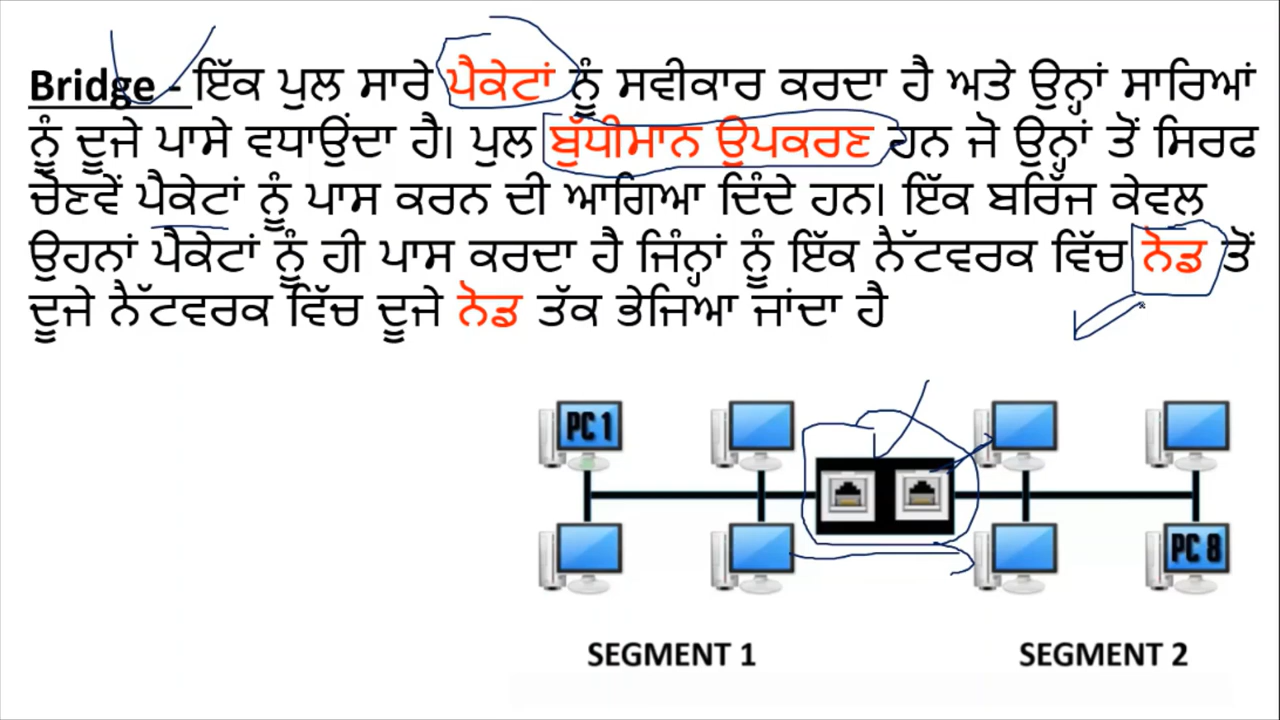 Bridge - ਇੱਕ ਪੁਲ ਸਾਰੇ ਪੈਕੇਟਾਂ ਨੂੰ ਸਵੀਕਾਰ ਕਰਦਾ ਹੈ ਅਤੇ ਉਨ੍ਹਾਂ ਸਾਰਿਆਂ
ਨੂੰ ਦੂਜੇ ਪਾਸੇ ਵਧਾਉਂਦਾ ਹੈ। ਪੁਲ ਬੁੱਧੀਮਾਨ ਉਪਕਰਣ ਹਨ ਜੋ ਉਨ੍ਹਾਂ ਤੋਂ ਸਿਰਫ
ਚੋਣਵੇਂ ਪੈਕੇਟਾਂ ਨੂੰ ਪਾਸ ਕਰਨ ਦੀ ਆਗਿਆ ਦਿੰਦੇ ਹਨ। ਇੱਕ ਬਰਿੱਜ ਕੇਵਲ
ਉਹਨਾਂ ਪੈਕੇਟਾਂ ਨੂੰ ਹੀ ਪਾਸ ਕਰਦਾ ਹੈ ਜਿੰਨ੍ਹਾਂ ਨੂੰ ਇੱਕ ਨੈੱਟਵਰਕ ਵਿੱਚ ਨੋਡ ਤੋਂ
ਦੂਜੇ ਨੈੱਟਵਰਕ ਵਿੱਚ ਦੂਜੇ ਨੋਡ ਤੱਕ ਭੇਜਿਆ ਜਾਂਦਾ ਹੈ
PC 1
PC 8
SEGMENT 1
SEGMENT 2